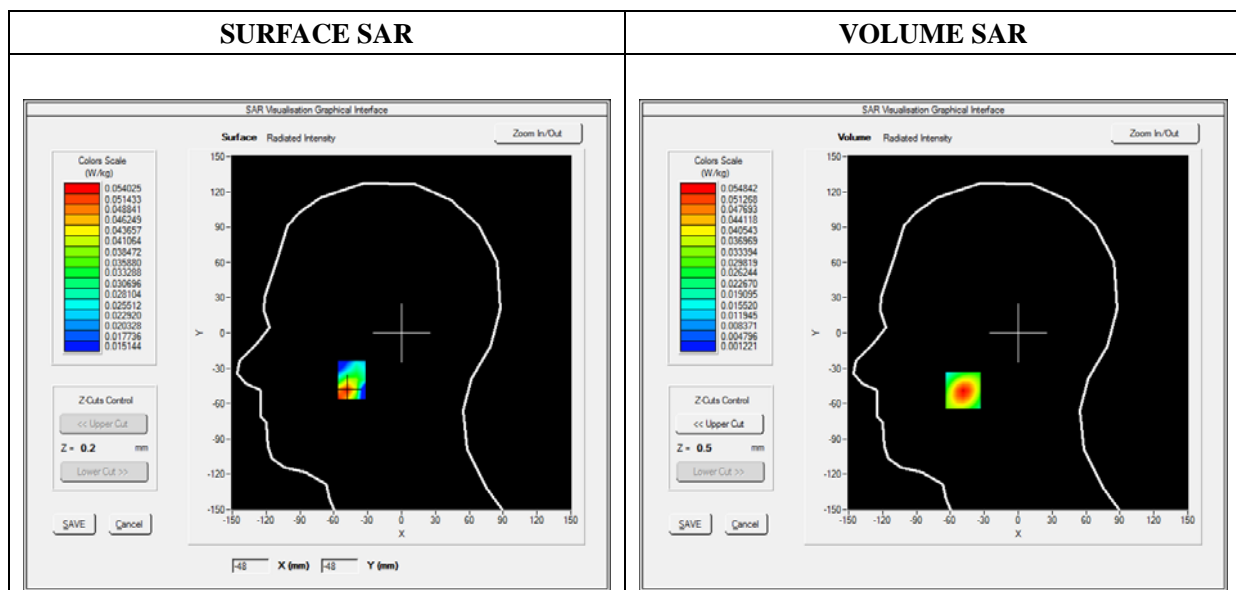 SURFACE SAR
VOLUME SAR
SAR Visualisation Graphical Interface
Surface Radiated Intensity
Zoom In/Out
Colors Scale
(W/kg)
0.054025
0.051433
0.048841
0.046249
0.043657
0.041064
0.038472
0.035880
0.033288
0.030696
0.028104
0.025512
0.022920
0.020328
0.017736
0.015144
150
120
90
60
30
0
-30
-60
-90
-120
-150
Y
-150 -120 -90 -60 -30 0 30 60 90 120 150
X
Z-Cuts Control
<< Upper Cut
Z = 0.2 mm
Lower Cut >>
SAVE Cancel
-48 X (mm) -48 Y (mm)
SAR Visualisation Graphical Interface
Volume Radiated Intensity
Zoom In/Out
Colors Scale
(W/kg)
0.054842
0.051268
0.047693
0.044118
0.040543
0.036969
0.033394
0.029819
0.026244
0.022670
0.019095
0.015520
0.011945
0.008371
0.004796
0.001221
150
120
90
60
30
0
-30
-60
-90
-120
-150
Y
-150 -120 -90 -60 -30 0 30 60 90 120 150
X
Z-Cuts Control
<< Upper Cut
Z = 0.5 mm
Lower Cut >>
SAVE Cancel